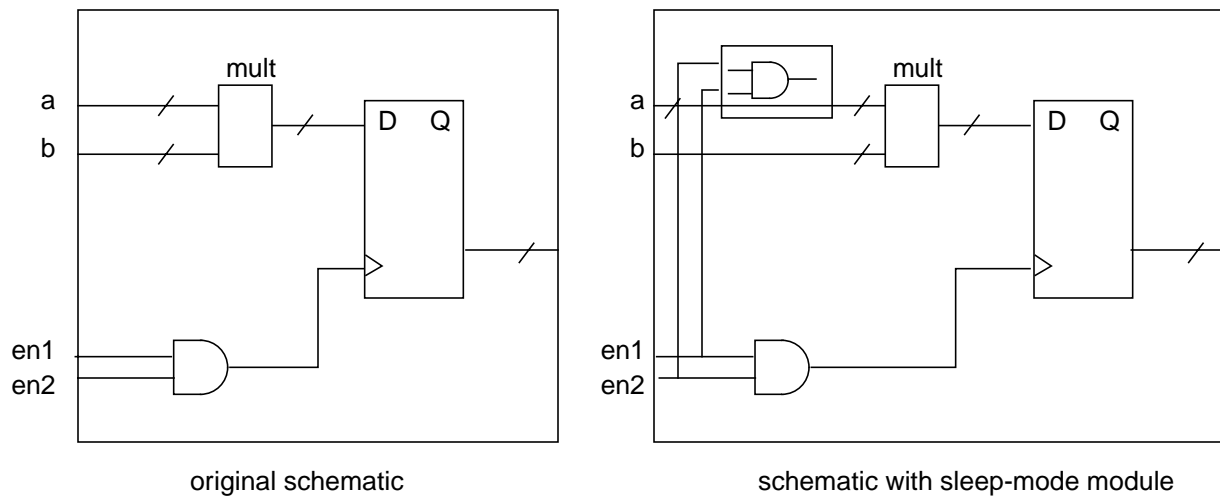 mult
a
b
D Q
en1
en2
original schematic
mult
a
b
D Q
en1
en2
schematic with sleep-mode module